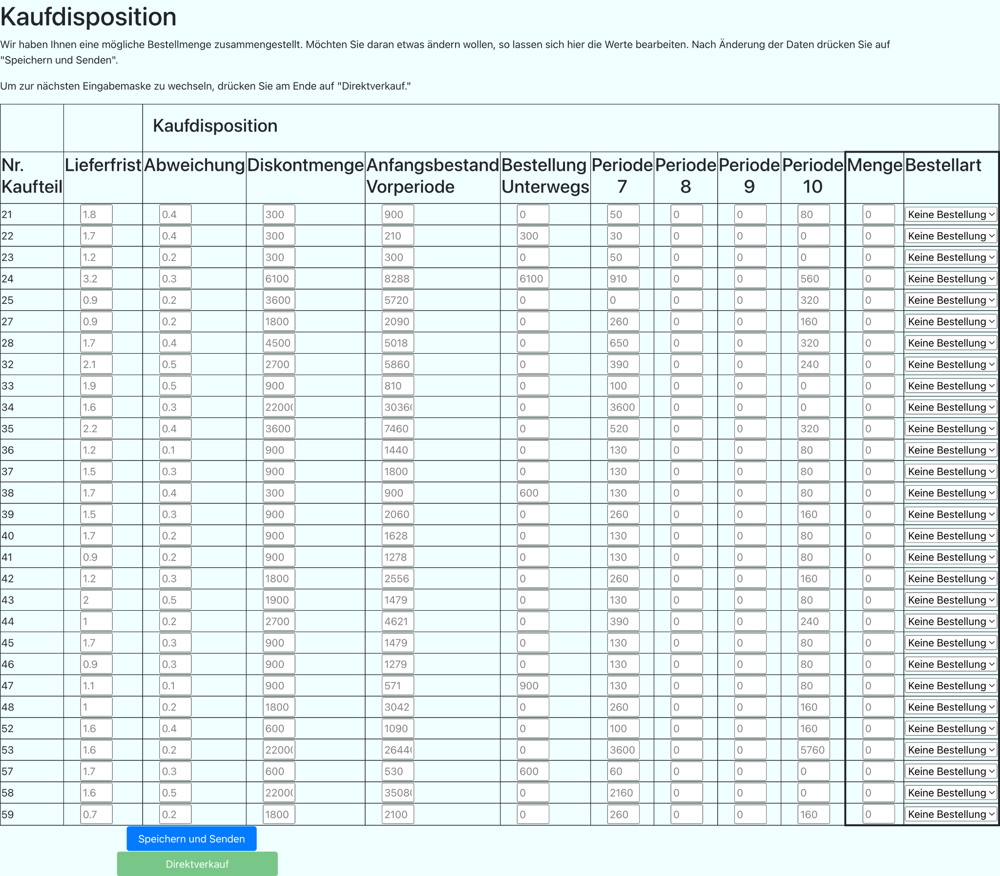 Kaufdisposition
Wir haben Ihnen eine mögliche Bestellmenge zusammengestellt. Möchten Sie daran etwas ändern wollen, so lassen sich hier die Werte bearbeiten. Nach Änderung der Daten drücken Sie auf
"Speichern und Senden".
Um zur nächsten Eingabemaske zu wechseln, drücken Sie am Ende auf "Direktverkauf."
Kaufdisposition
Nr. Kaufteil Lieferfrist Abweichung Diskontmenge Anfangsbestand Vorperiode Bestellung Unterwegs Periode 7 Periode 8 Periode 9 Periode 10 Menge Bestellart
21 1.8 0.4 300 900 0 50 0 0 80 0 Keine Bestellung
22 1.7 0.4 300 210 300 30 0 0 0 0 Keine Bestellung
23 1.2 0.2 300 300 0 50 0 0 0 0 Keine Bestellung
24 3.2 0.3 6100 8288 6100 910 0 0 560 0 Keine Bestellung
25 0.9 0.2 3600 5720 0 0 0 0 320 0 Keine Bestellung
27 0.9 0.2 1800 2090 0 260 0 0 160 0 Keine Bestellung
28 1.7 0.4 4500 5018 0 650 0 0 320 0 Keine Bestellung
32 2.1 0.5 2700 5860 0 390 0 0 240 0 Keine Bestellung
33 1.9 0.5 900 810 0 100 0 0 0 0 Keine Bestellung
34 1.6 0.3 0 3600 0 0 0 0 Keine Bestellung
35 2.2 0.4 3600 7460 0 520 0 0 320 0 Keine Bestellung
36 1.2 0.1 900 1440 0 130 0 0 80 0 Keine Bestellung
37 1.5 0.3 900 1800 0 130 0 0 80 0 Keine Bestellung
38 1.7 0.4 300 900 600 130 0 0 80 0 Keine Bestellung
39 1.5 0.3 900 2060 0 260 0 0 160 0 Keine Bestellung
40 1.7 0.2 900 1628 0 130 0 0 80 0 Keine Bestellung
41 0.9 0.2 900 1278 0 130 0 0 80 0 Keine Bestellung
42 1.2 0.3 1800 2556 0 260 0 0 160 0 Keine Bestellung
43 2 0.5 1900 1479 0 130 0 0 80 0 Keine Bestellung
44 1 0.2 2700 4621 0 390 0 0 240 0 Keine Bestellung
45 1.7 0.3 900 1479 0 130 0 0 80 0 Keine Bestellung
46 0.9 0.3 900 1279 0 130 0 0 80 0 Keine Bestellung
47 1.1 0.1 900 571 900 130 0 0 80 0 Keine Bestellung
48 1 0.2 1800 3042 0 260 0 0 160 0 Keine Bestellung
52 1.6 0.4 600 1090 0 100 0 0 160 0 Keine Bestellung
53 1.6 0.2 0 3600 0 0 5760 0 Keine Bestellung
57 1.7 0.3 600 530 600 60 0 0 0 0 Keine Bestellung
58 1.6 0.5 0 2160 0 0 0 0 Keine Bestellung
59 0.7 0.2 1800 2100 0 260 0 0 160 0 Keine Bestellung
Speichern und Senden
Direktverkauf